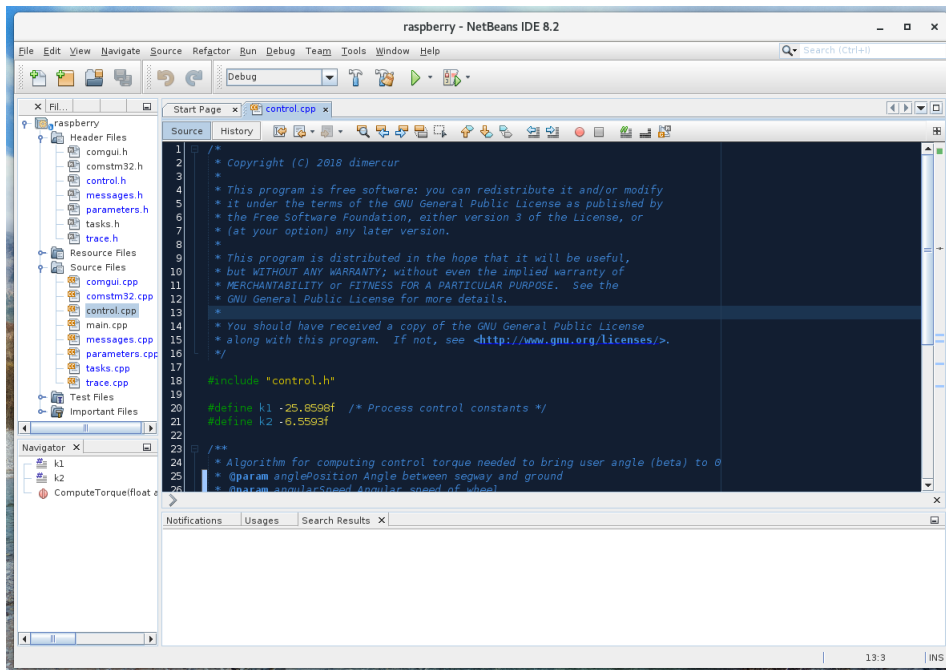 raspberry - NetBeans IDE 8.2
File Edit View Navigate Source Refactor Run Debug Team Tools Window Help
Search (Ctrl+I)
Debug
Fil...
raspberry
Header Files
comgui.h
comstm32.h
control.h
messages.h
parameters.h
tasks.h
trace.h
Resource Files
Source Files
comgui.cpp
comstm32.cpp
control.cpp
main.cpp
messages.cpp
parameters.cpp
tasks.cpp
trace.cpp
Test Files
Important Files
Navigator
k1
k2
ComputeTorque(float a
Start Page control.cpp
Source History
1 /*
2 * Copyright (C) 2018 dimercur
3 *
4 * This program is free software: you can redistribute it and/or modify
5 * it under the terms of the GNU General Public License as published by
6 * the Free Software Foundation, either version 3 of the License, or
7 * (at your option) any later version.
8 *
9 * This program is distributed in the hope that it will be useful,
10 * but WITHOUT ANY WARRANTY; without even the implied warranty of
11 * MERCHANTABILITY or FITNESS FOR A PARTICULAR PURPOSE.  See the
12 * GNU General Public License for more details.
13 *
14 * You should have received a copy of the GNU General Public License
15 * along with this program.  If not, see <http://www.gnu.org/licenses/>.
16 */
17
18 #include "control.h"
19
20 #define k1 -25.8598f  /* Process control constants */
21 #define k2 -6.5593f
22
23 /**
24 * Algorithm for computing control torque needed to bring user angle (beta) to 0
25 * @param anglePosition Angle between segway and ground
26 * @param angularSpeed Angular speed of wheel
Notifications Usages Search Results
13:3 INS